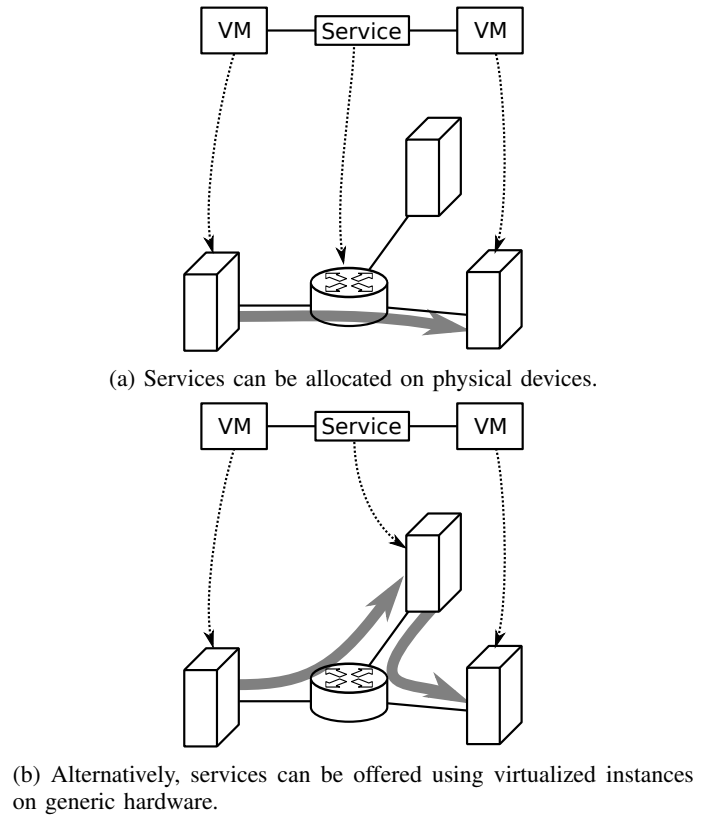 VM Service VM
(a) Services can be allocated on physical devices.
VM Service VM
(b) Alternatively, services can be offered using virtualized instances
on generic hardware.